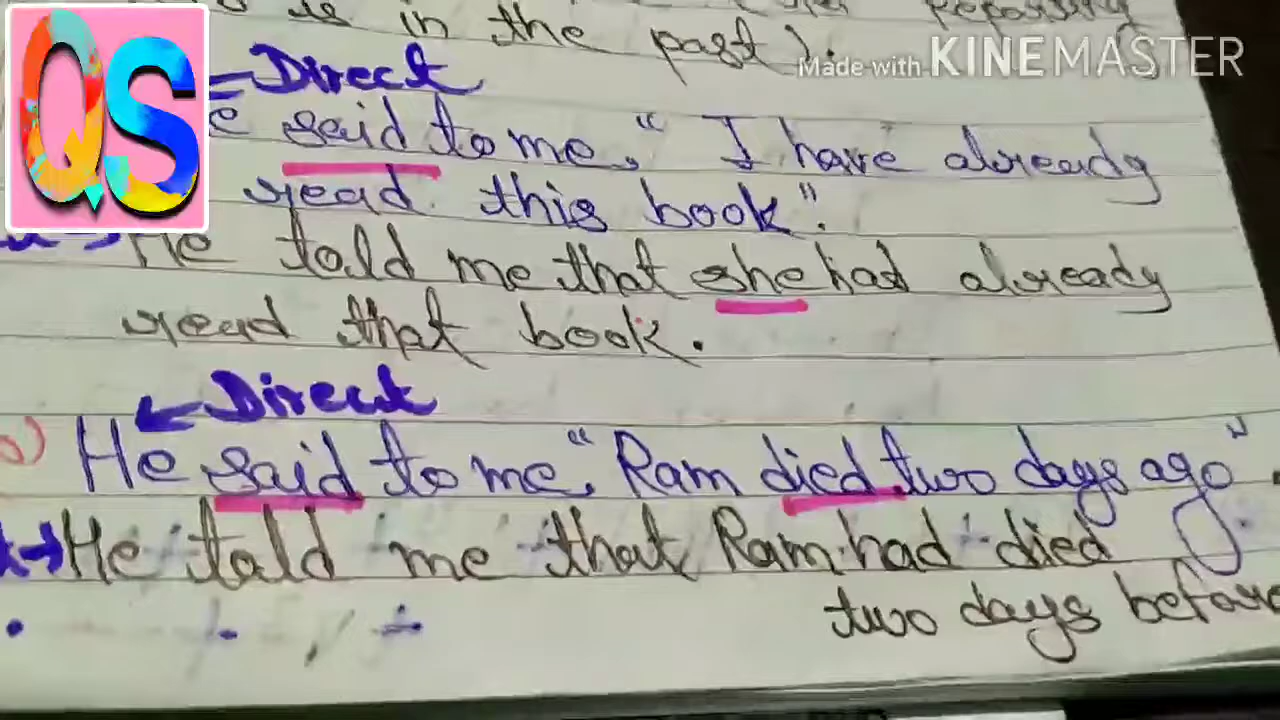 is in the past)
Made with KINEMASTER
QS
Direct
said to me, " I have already
read this book".
He told me that she had already
read that book.
Direct
He said to me, "Ram died two days ago".
He told me that Ram had died
two days before